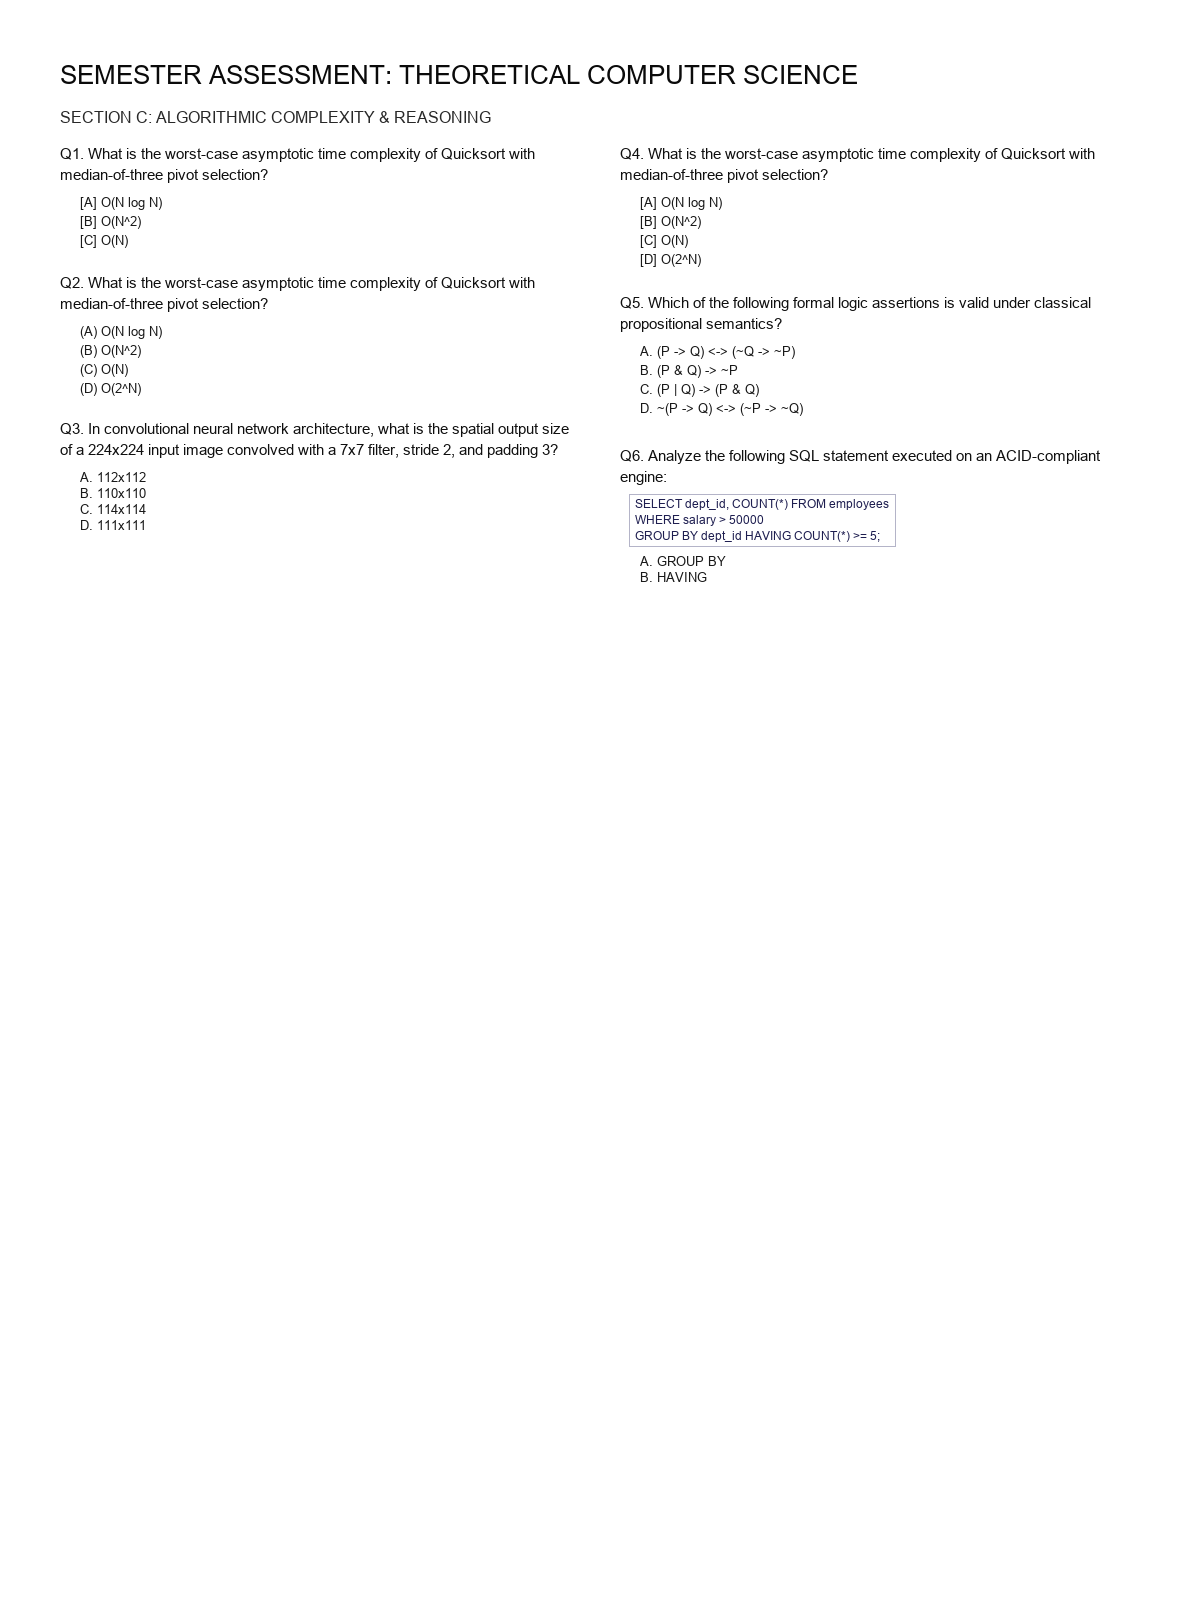 SEMESTER ASSESSMENT: THEORETICAL COMPUTER SCIENCE
SECTION C: ALGORITHMIC COMPLEXITY & REASONING
Q1. What is the worst-case asymptotic time complexity of Quicksort with
median-of-three pivot selection?
[A] O(N log N)
[B] O(N^2)
[C] O(N)
Q2. What is the worst-case asymptotic time complexity of Quicksort with
median-of-three pivot selection?
(A) O(N log N)
(B) O(N^2)
(C) O(N)
(D) O(2^N)
Q3. In convolutional neural network architecture, what is the spatial output size
of a 224x224 input image convolved with a 7x7 filter, stride 2, and padding 3?
A. 112x112
B. 110x110
C. 114x114
D. 111x111
Q4. What is the worst-case asymptotic time complexity of Quicksort with
median-of-three pivot selection?
[A] O(N log N)
[B] O(N^2)
[C] O(N)
[D] O(2^N)
Q5. Which of the following formal logic assertions is valid under classical
propositional semantics?
A. (P -> Q) <-> (~Q -> ~P)
B. (P & Q) -> ~P
C. (P | Q) -> (P & Q)
D. ~(P -> Q) <-> (~P -> ~Q)
Q6. Analyze the following SQL statement executed on an ACID-compliant
engine:
SELECT dept_id, COUNT(*) FROM employees
WHERE salary > 50000
GROUP BY dept_id HAVING COUNT(*) >= 5;
A. GROUP BY
B. HAVING